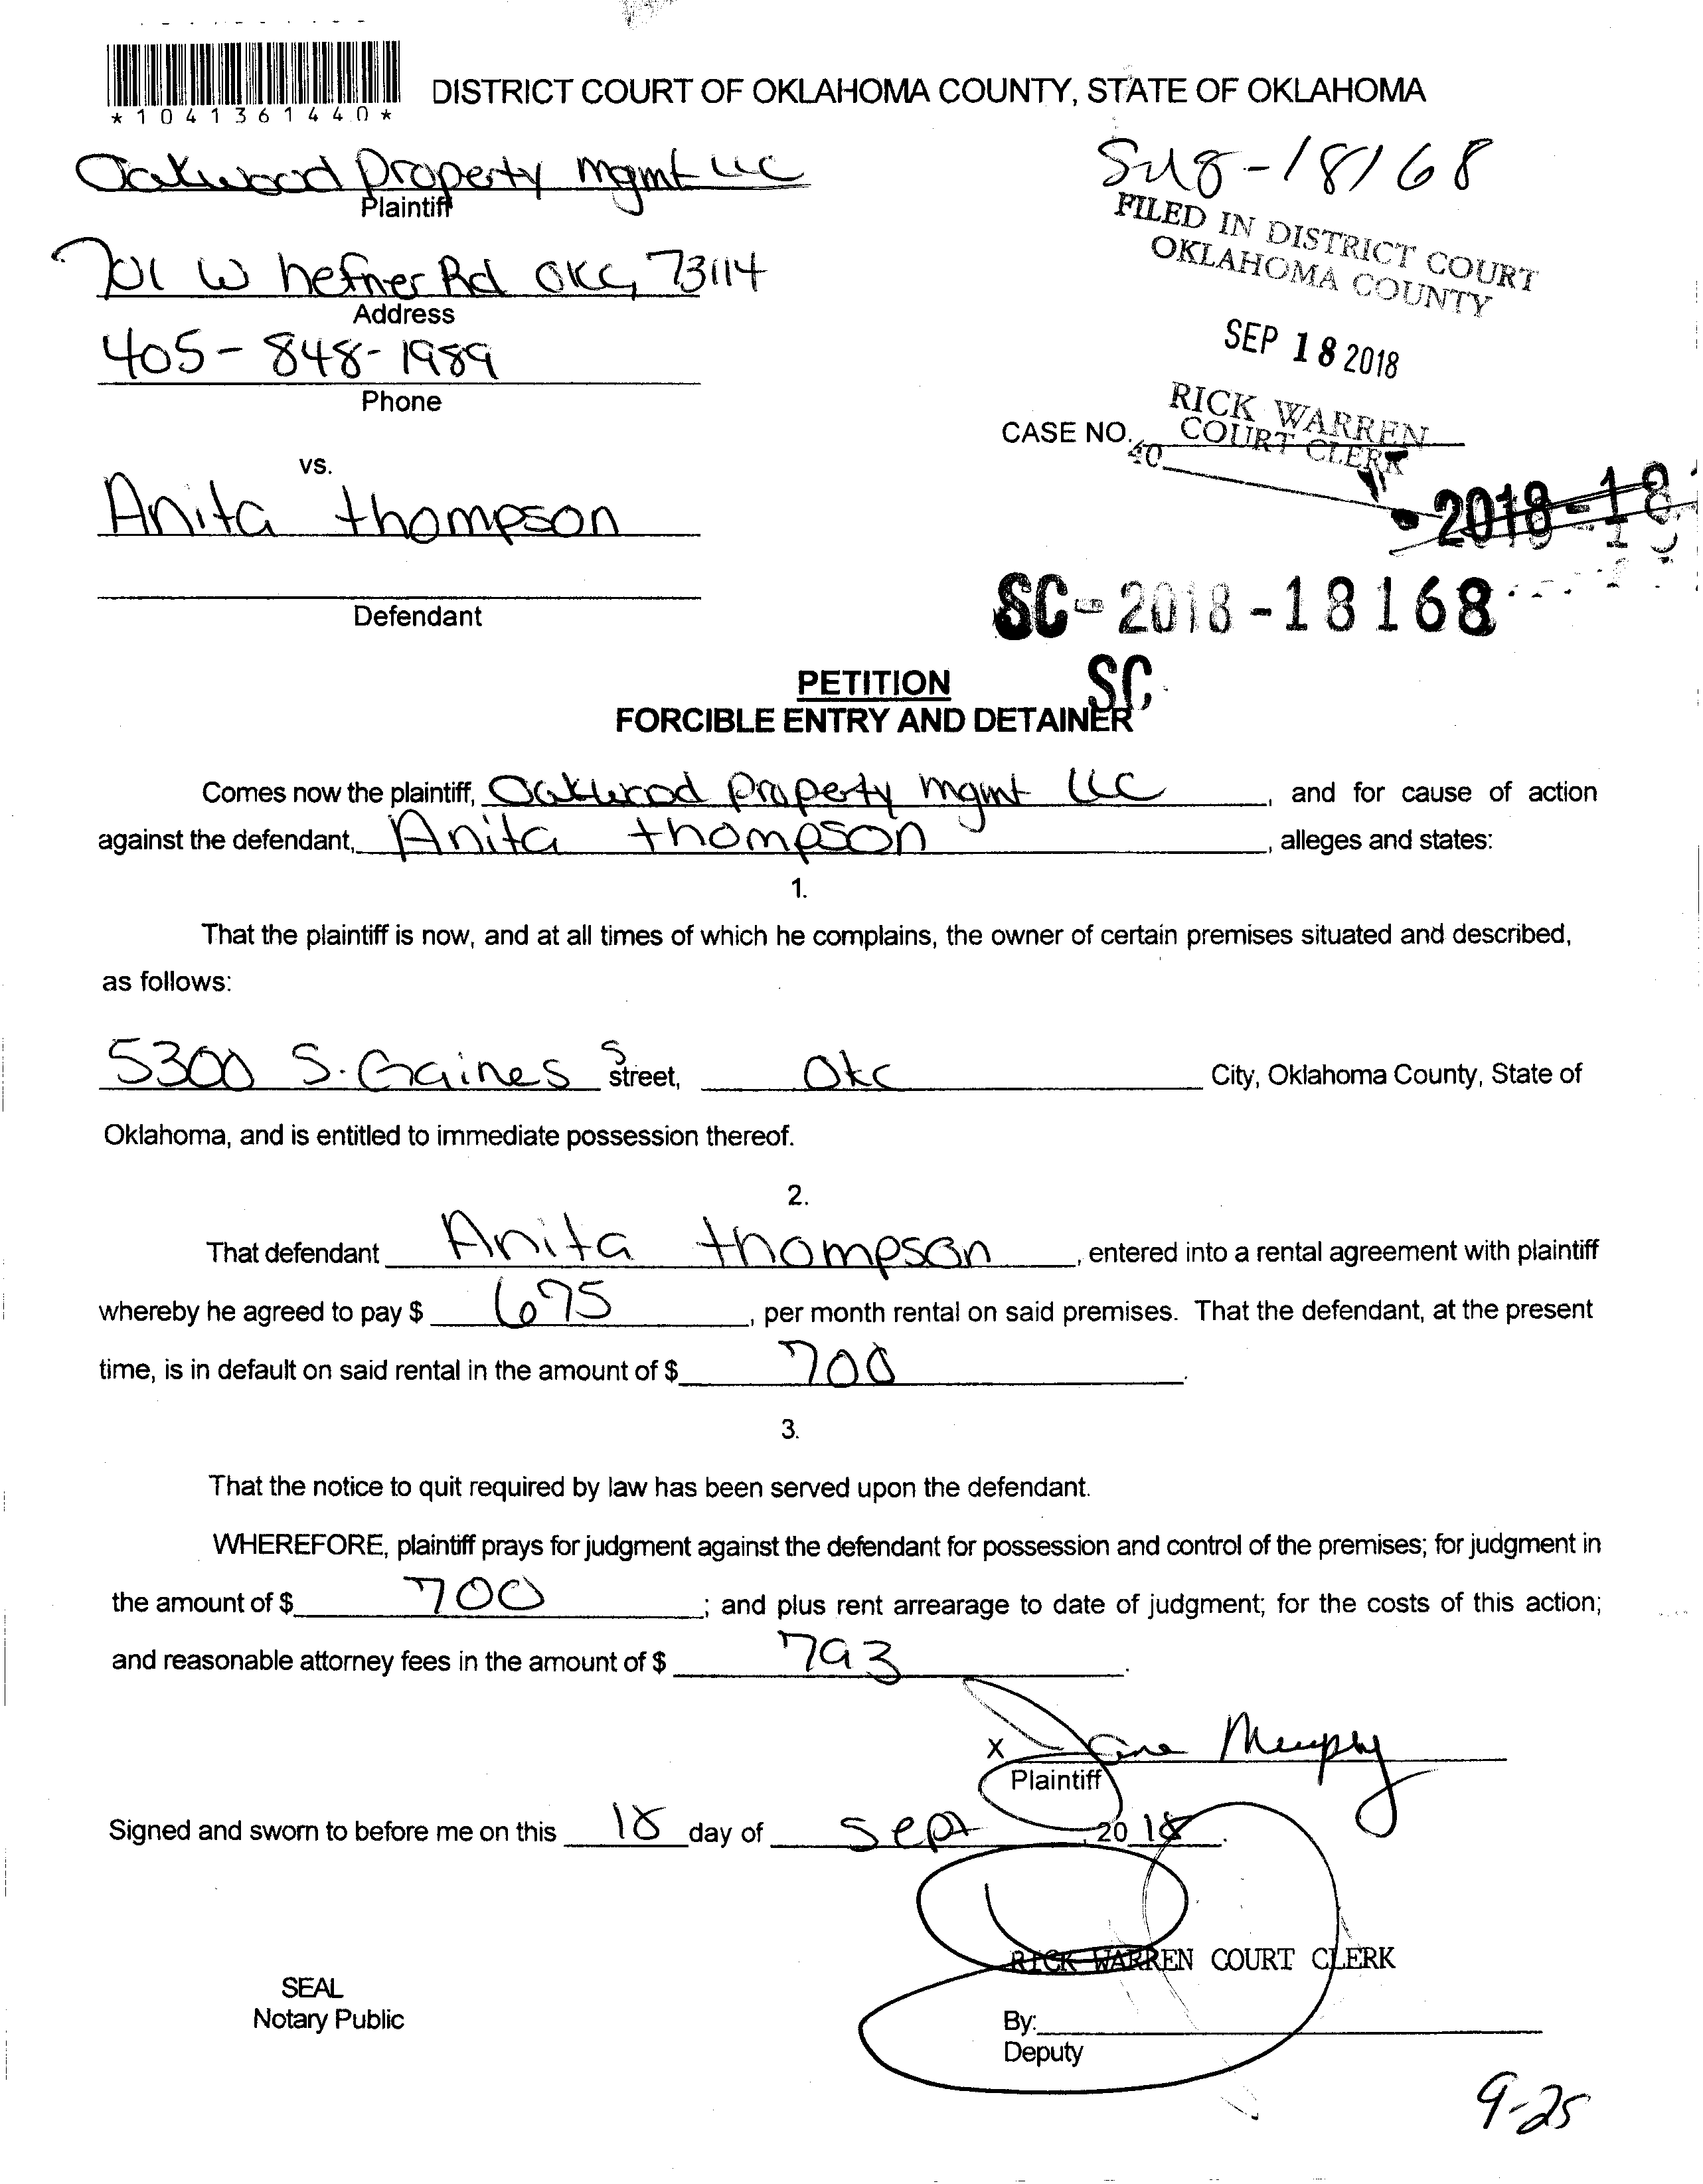 *1041361440*
DISTRICT COURT OF OKLAHOMA COUNTY, STATE OF OKLAHOMA
Oakwood Property Mgmt LLC
Plaintiff
701 W hefner Rd OKC, 73114
Address
405-848-1989
Phone
vs.
Anita thompson
Defendant
18168
FILED IN DISTRICT COURT
OKLAHOMA COUNTY
SEP 18 2018
RICK WARREN
COURT CLERK
CASE NO.
40
2018-18
SC-2018-18168
SC
PETITION
FORCIBLE ENTRY AND DETAINER
Comes now the plaintiff, Oakwood Property Mgmt LLC, and for cause of action
against the defendant, Anita thompson, alleges and states:
1.
That the plaintiff is now, and at all times of which he complains, the owner of certain premises situated and described,
as follows:
5300 S. Gaines S street, Okc City, Oklahoma County, State of
Oklahoma, and is entitled to immediate possession thereof.
2.
That defendant Anita thompson, entered into a rental agreement with plaintiff
whereby he agreed to pay $ 695, per month rental on said premises. That the defendant, at the present
time, is in default on said rental in the amount of $ 700.
3.
That the notice to quit required by law has been served upon the defendant.
WHEREFORE, plaintiff prays for judgment against the defendant for possession and control of the premises; for judgment in
the amount of $ 700; and plus rent arrearage to date of judgment; for the costs of this action;
and reasonable attorney fees in the amount of $ 793.
X Murphy
Plaintiff
Signed and sworn to before me on this 18 day of Sept, 2018.
RICK WARREN COURT CLERK
SEAL
Notary Public
By:
Deputy
9-25